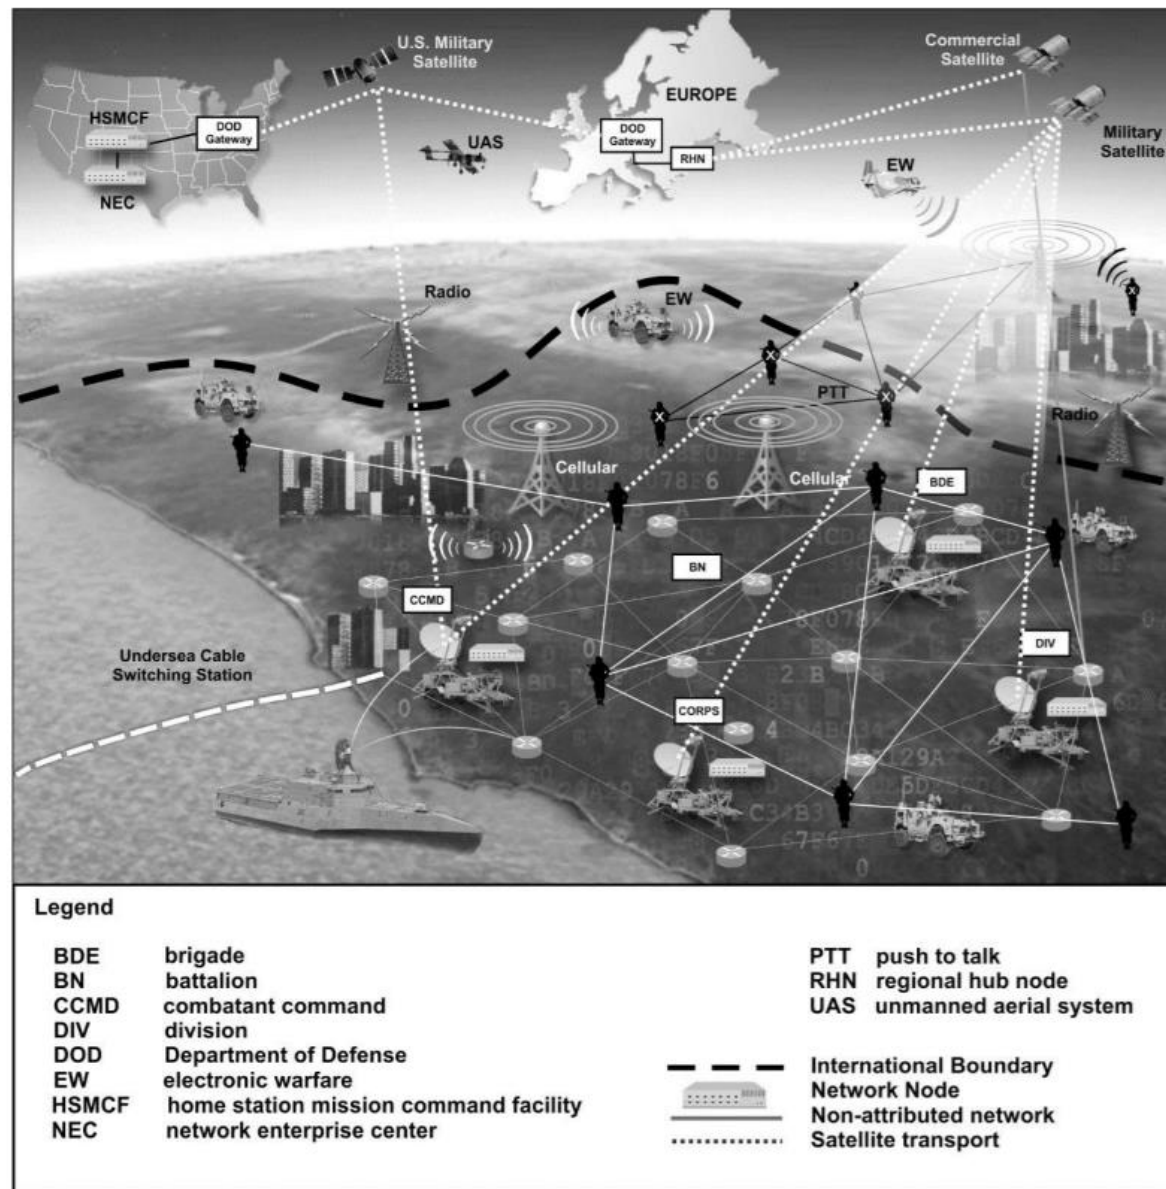 U.S. Military
Satellite
Commercial
Satellite
EUROPE
HSMCF
DOD
Gateway
DOD
Gateway
UAS
RHN
Military
Satellite
EW
NEC
Radio
EW
PTT
Radio
Cellular
Cellular
BDE
BN
CCMD
DIV
Undersea Cable
Switching Station
CORPS
Legend
BDE brigade
BN battalion
CCMD combatant command
DIV division
DOD Department of Defense
EW electronic warfare
HSMCF home station mission command facility
NEC network enterprise center
PTT push to talk
RHN regional hub node
UAS unmanned aerial system
International Boundary
Network Node
Non-attributed network
Satellite transport